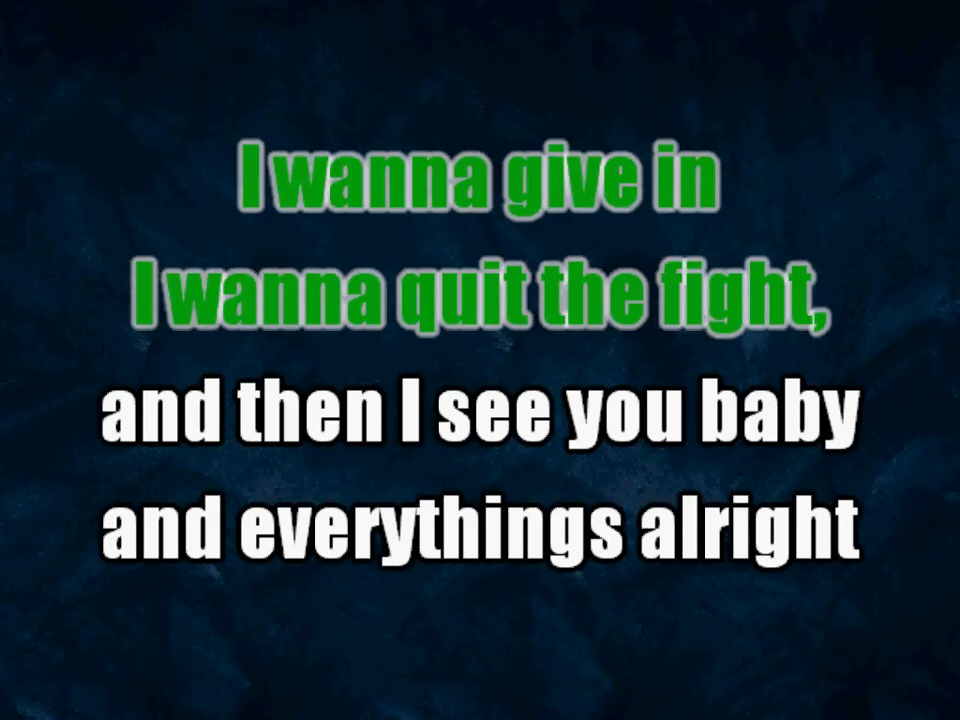 I wanna give in
I wanna quit the fight,
and then I see you baby
and everythings alright